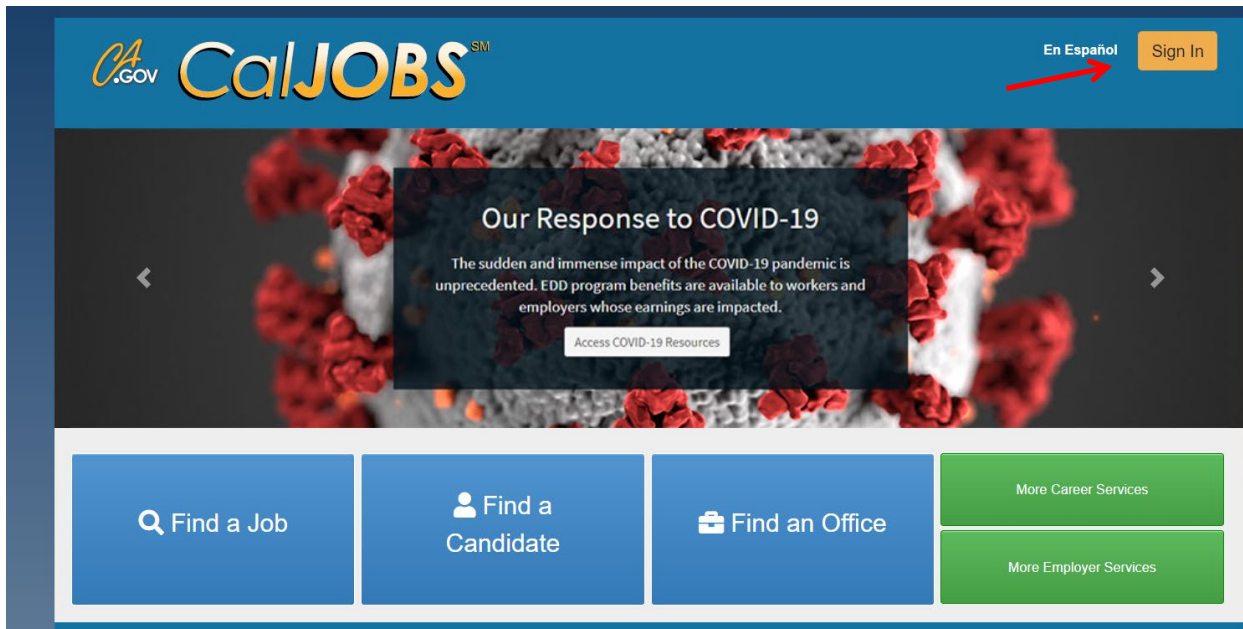 CA.GOV CalJOBS SM
En Español
Sign In
Our Response to COVID-19
The sudden and immense impact of the COVID-19 pandemic is
unprecedented. EDD program benefits are available to workers and
employers whose earnings are impacted.
Access COVID-19 Resources
Find a Job
Find a
Candidate
Find an Office
More Career Services
More Employer Services